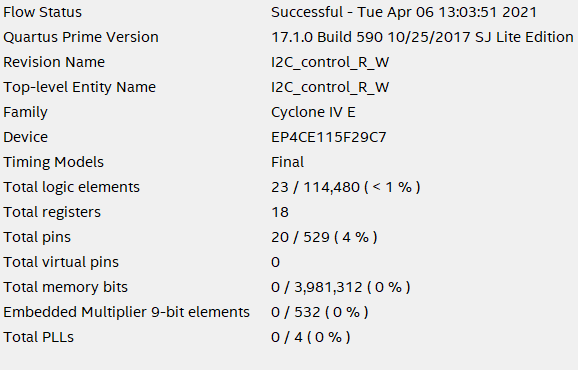 Flow Status Successful - Tue Apr 06 13:03:51 2021
Quartus Prime Version 17.1.0 Build 590 10/25/2017 SJ Lite Edition
Revision Name I2C_control_R_W
Top-level Entity Name I2C_control_R_W
Family Cyclone IV E
Device EP4CE115F29C7
Timing Models Final
Total logic elements 23 / 114,480 ( < 1 % )
Total registers 18
Total pins 20 / 529 ( 4 % )
Total virtual pins 0
Total memory bits 0 / 3,981,312 ( 0 % )
Embedded Multiplier 9-bit elements 0 / 532 ( 0 % )
Total PLLs 0 / 4 ( 0 % )